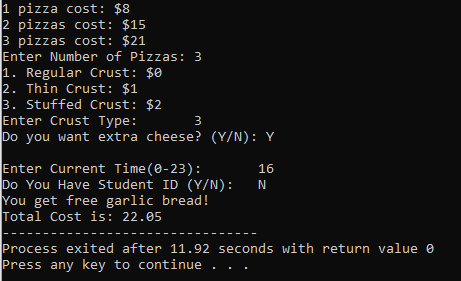 1 pizza cost: $8
2 pizzas cost: $15
3 pizzas cost: $21
Enter Number of Pizzas: 3
1. Regular Crust: $0
2. Thin Crust: $1
3. Stuffed Crust: $2
Enter Crust Type:       3
Do you want extra cheese? (Y/N): Y

Enter Current Time(0-23):       16
Do You Have Student ID (Y/N):   N
You get free garlic bread!
Total Cost is: 22.05
--------------------------------
Process exited after 11.92 seconds with return value 0
Press any key to continue . . .